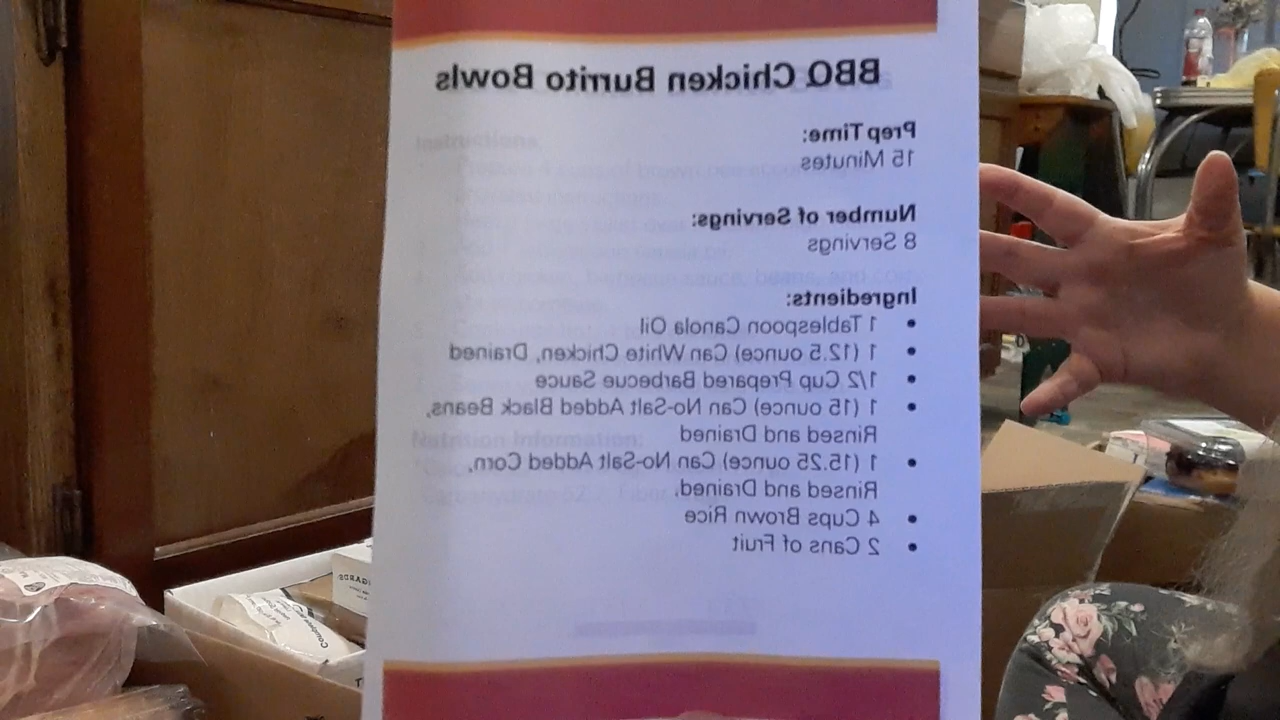 BBQ Chicken Burrito Bowls
Prep Time:
15 Minutes
Number of Servings:
8 Servings
Ingredients:
• 1 Tablespoon Canola Oil
• 1 (12.5 ounce) Can White Chicken, Drained
• 1/2 Cup Prepared Barbecue Sauce
• 1 (15 ounce) Can No-Salt Added Black Beans,
Rinsed and Drained
• 1 (15.25 ounce) Can No-Salt Added Corn,
Rinsed and Drained.
• 4 Cups Brown Rice
• 2 Cans of Fruit
Instructions
Nutrition Information: